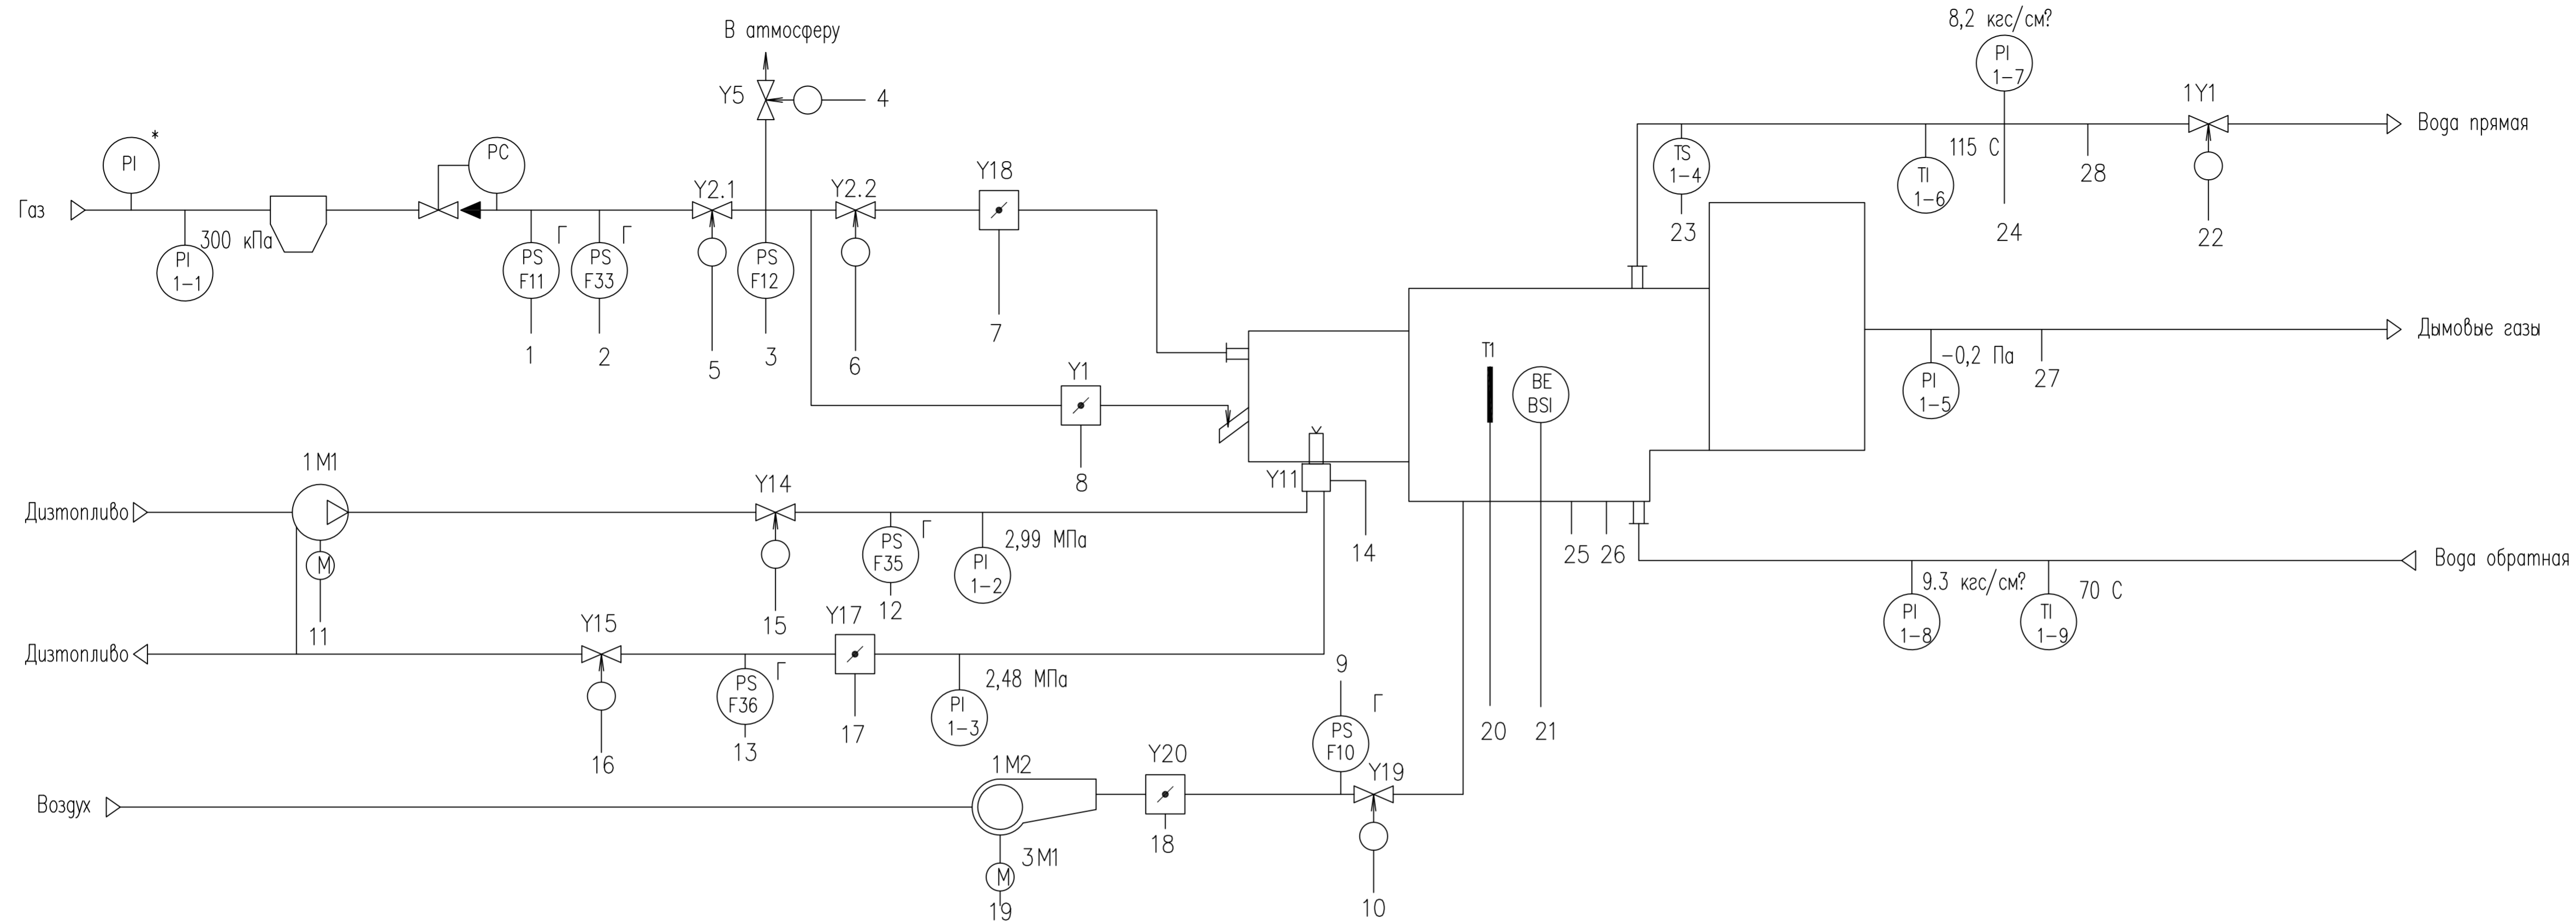 В атмосферу
Y5
4
PI
*
PC
Газ
300 кПа
PI
1-1
PS
F11
Г
1
PS
F33
Г
2
Y2.1
5
PS
F12
3
Y2.2
6
Y18
7
Y1
8
8,2 кгс/см?
PI
1-7
24
1Y1
22
Вода прямая
TS
1-4
23
115 С
TI
1-6
28
Дымовые газы
-0,2 Па
PI
1-5
27
T1
BE
BS1
20
21
Y11
14
25
26
Вода обратная
9.3 кгс/см?
PI
1-8
70 С
TI
1-9
1M1
Дизтопливо
M
11
Y14
15
PS
F35
Г
12
2,99 МПа
PI
1-2
Дизтопливо
Y15
16
PS
F36
Г
13
Y17
17
2,48 МПа
PI
1-3
9
PS
F10
Г
Y19
10
Y20
18
1M2
Воздух
3M1
M
19